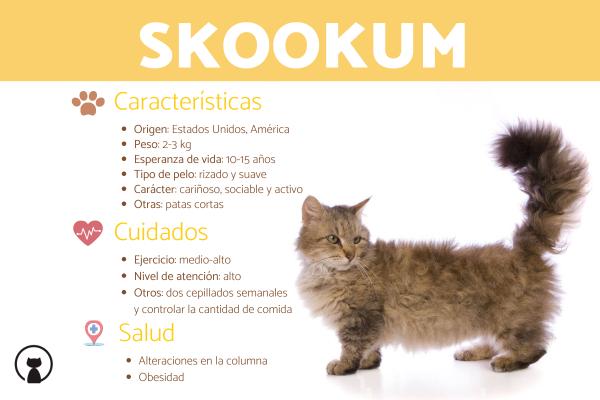 SKOOKUM
Características
Origen: Estados Unidos, América
Peso: 2-3 kg
Esperanza de vida: 10-15 años
Tipo de pelo: rizado y suave
Carácter: cariñoso, sociable y activo
Otras: patas cortas
Cuidados
Ejercicio: medio-alto
Nivel de atención: alto
Otros: dos cepillados semanales
y controlar la cantidad de comida
Salud
Alteraciones en la columna
Obesidad